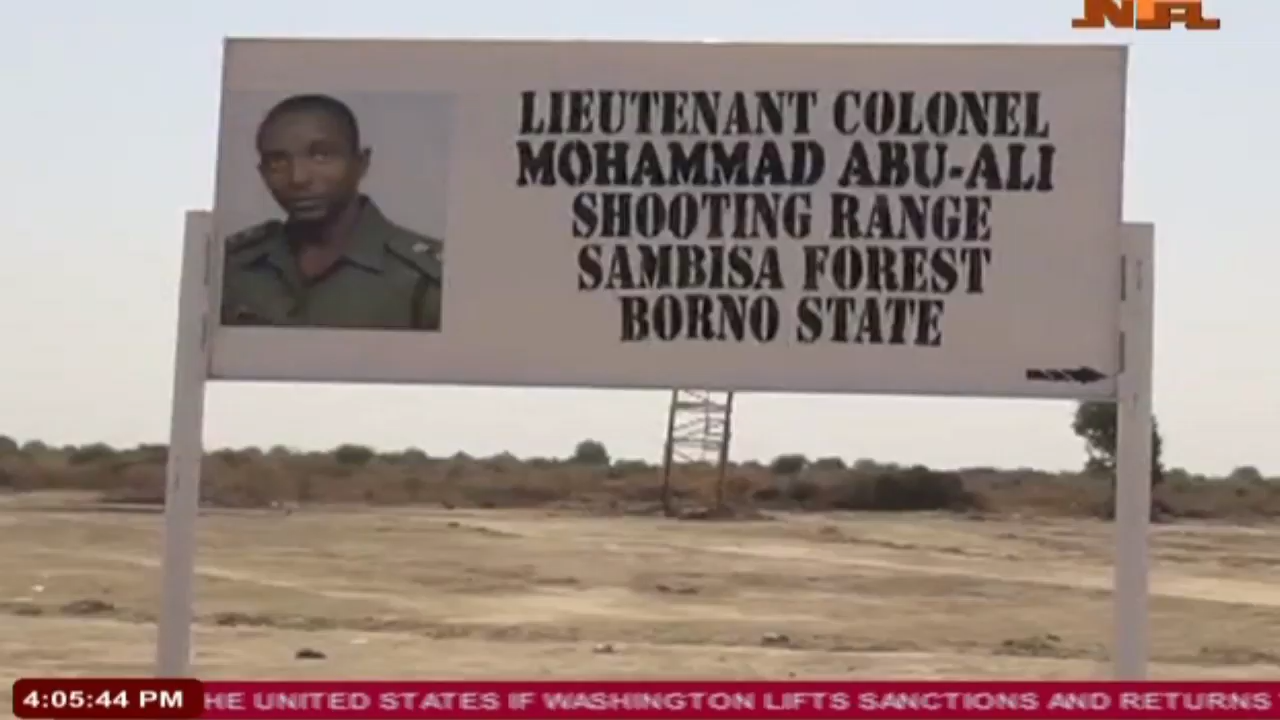 NTA
LIEUTENANT COLONEL
MOHAMMAD ABU-ALI
SHOOTING RANGE
SAMBISA FOREST
BORNO STATE
4:05:44 PM
HE UNITED STATES IF WASHINGTON LIFTS SANCTIONS AND RETURNS